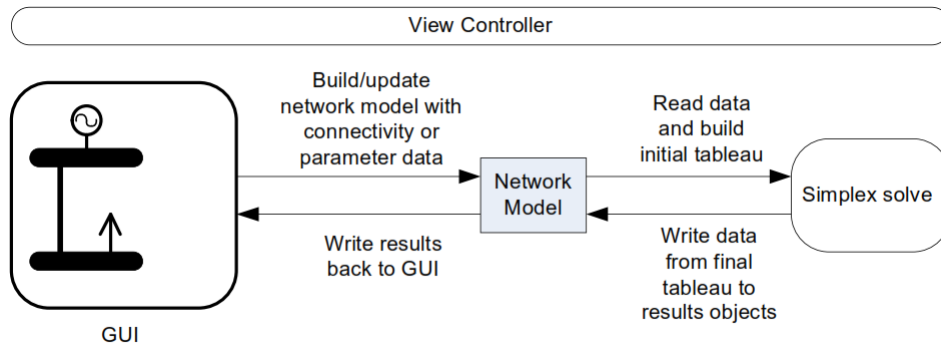 View Controller
Build/update
network model with
connectivity or
parameter data
Read data
and build
initial tableau
Network
Model
Simplex solve
Write results
back to GUI
Write data
from final
tableau to
results objects
GUI